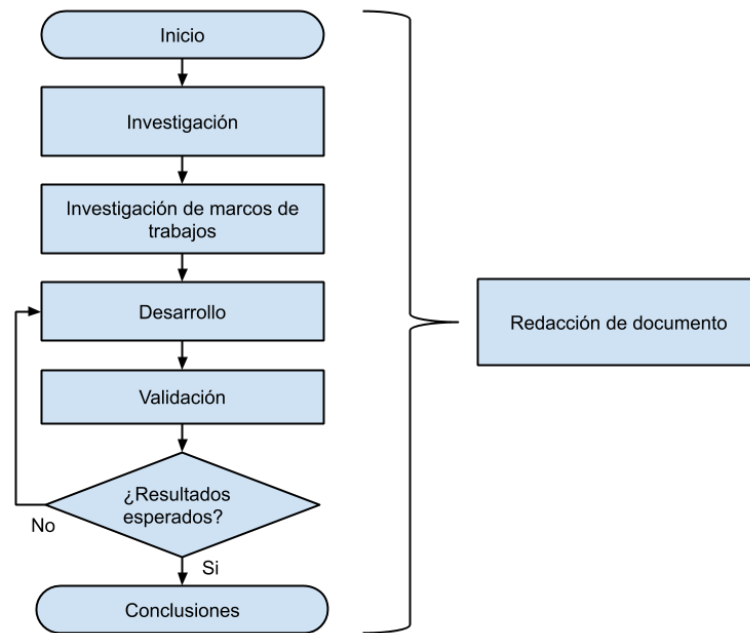 Inicio
Investigación
Investigación de marcos de
trabajos
Desarrollo
Redacción de documento
Validación
¿Resultados
esperados?
No
Si
Conclusiones